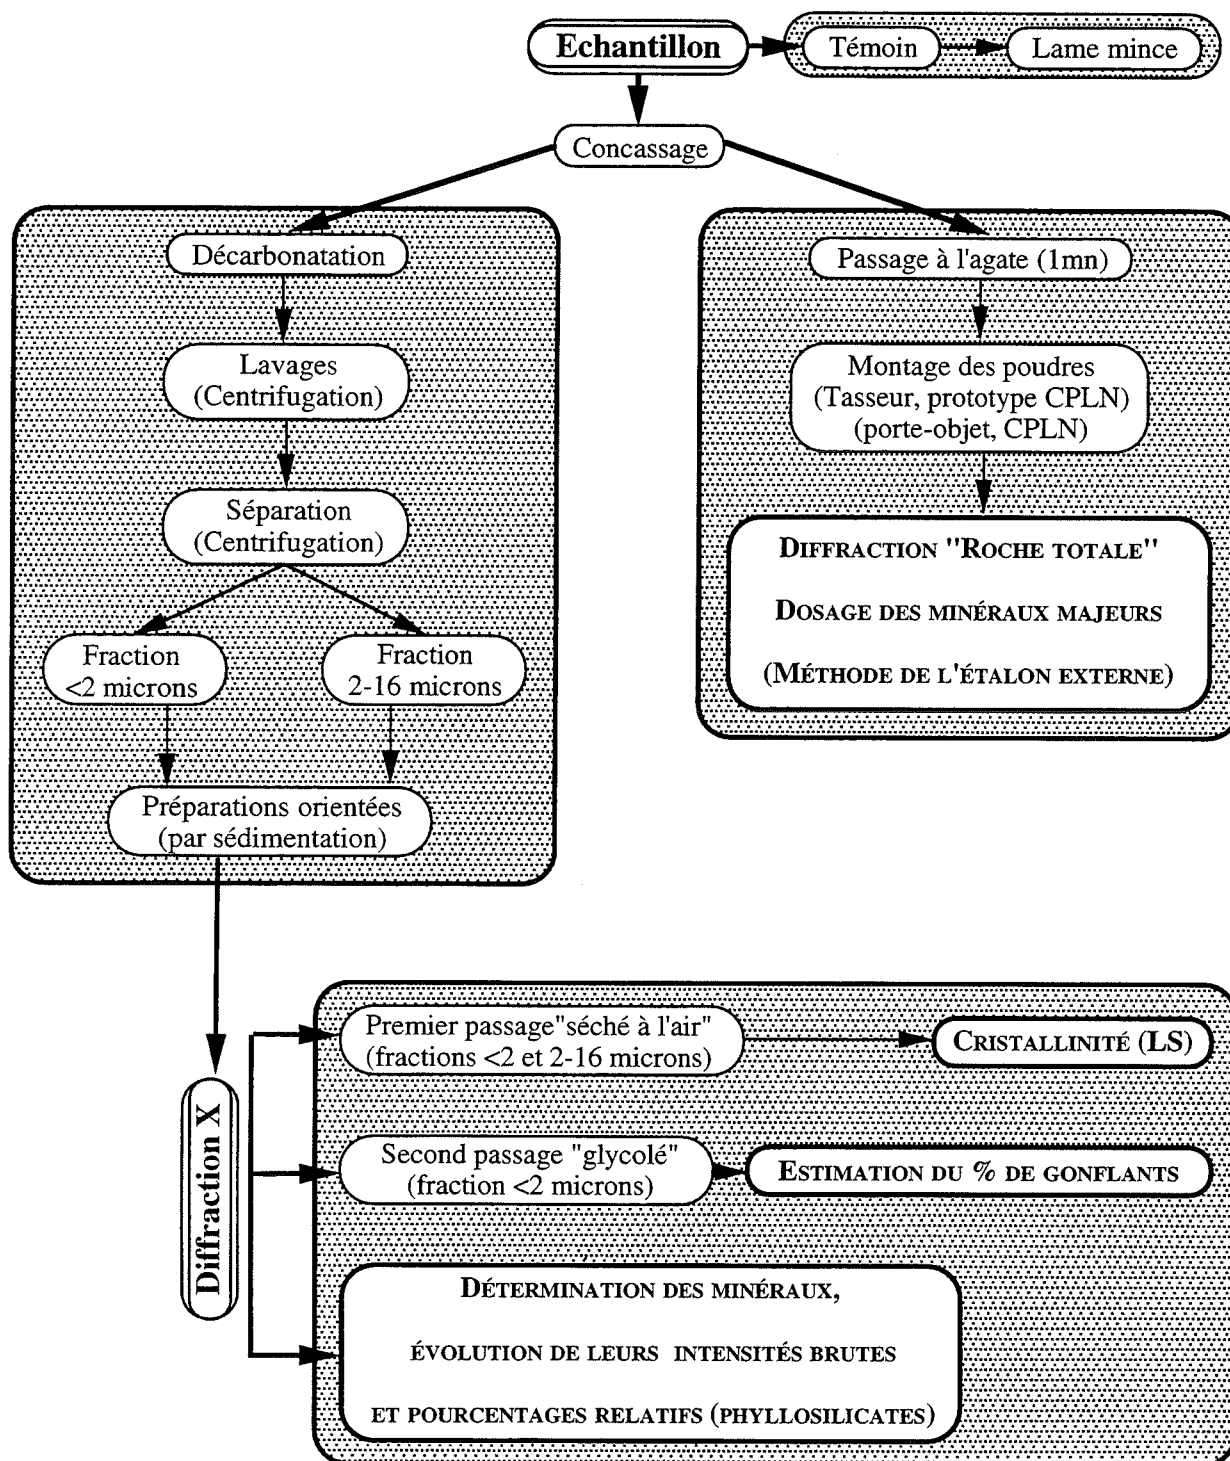 Echantillon
Témoin
Lame mince
Concassage
Décarbonatation
Lavages
(Centrifugation)
Séparation
(Centrifugation)
Fraction
<2 microns
Fraction
2-16 microns
Préparations orientées
(par sédimentation)
Passage à l'agate (1mn)
Montage des poudres
(Tasseur, prototype CPLN)
(porte-objet, CPLN)
DIFFRACTION "ROCHE TOTALE"
DOSAGE DES MINÉRAUX MAJEURS
(MÉTHODE DE L'ÉTALON EXTERNE)
Diffraction X
Premier passage"séché à l'air"
(fractions <2 et 2-16 microns)
CRISTALLINITÉ (LS)
Second passage "glycolé"
(fraction <2 microns)
ESTIMATION DU % DE GONFLANTS
DÉTERMINATION DES MINÉRAUX,
ÉVOLUTION DE LEURS INTENSITÉS BRUTES
ET POURCENTAGES RELATIFS (PHYLLOSILICATES)